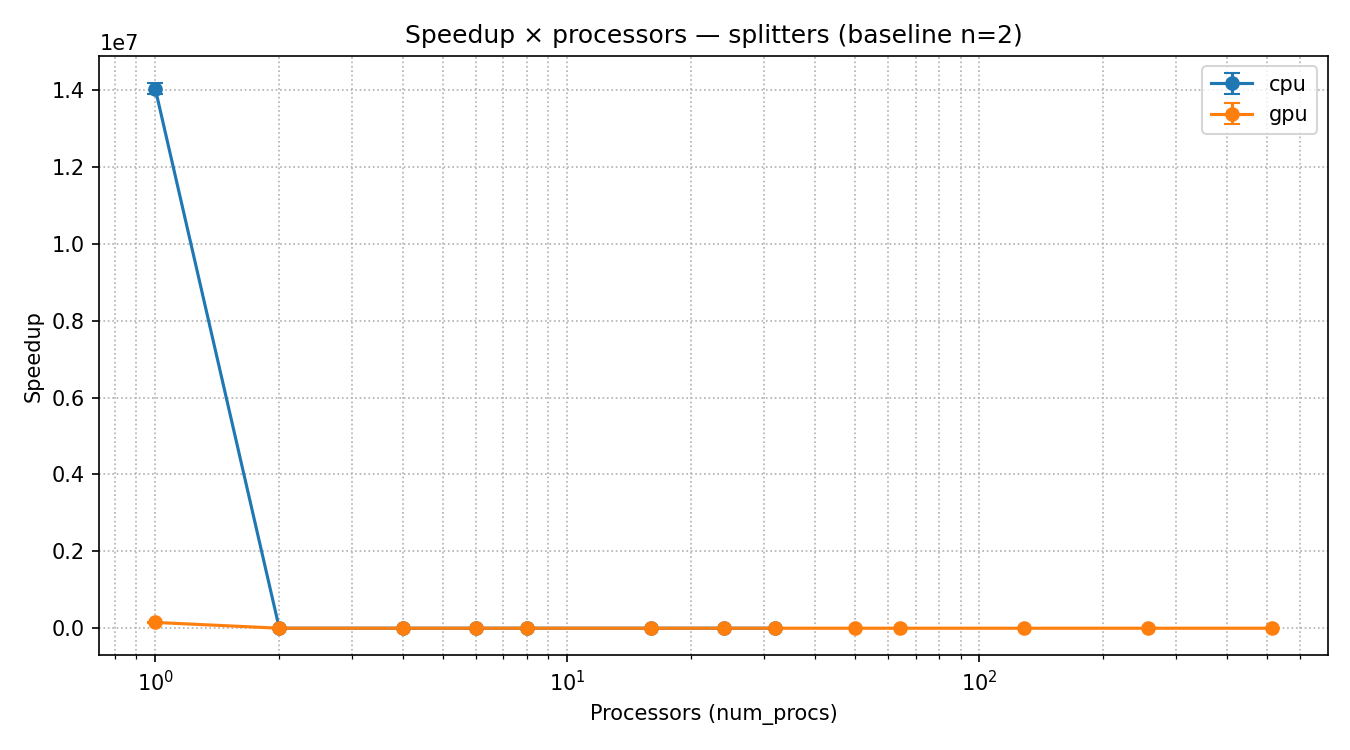 Speedup × processors — splitters (baseline n=2)
1e7
1.4
1.2
1.0
0.8
0.6
0.4
0.2
0.0
Speedup
cpu
gpu
10⁰
10¹
10²
Processors (num_procs)